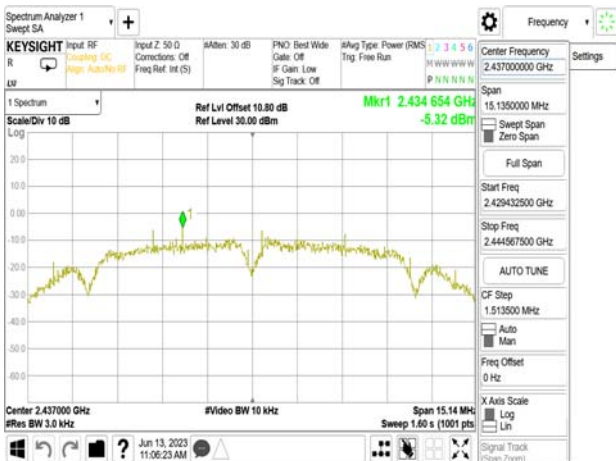 Spectrum Analyzer 1
Swept SA
+
Frequency
KEYSIGHT
R
Input: RF
Coupling: DC
Align: Auto/No RF
Input Z: 50 Ω
Corrections: Off
Freq Ref: Int (S)
#Atten: 30 dB
PNO: Best Wide
Gate: Off
IF Gain: Low
Sig Track: Off
#Avg Type: Power (RMS
Trig: Free Run
1 2 3 4 5 6
M W W W W W
P N N N N N
Settings
1 Spectrum
Scale/Div 10 dB
Ref Lvl Offset 10.80 dB
Ref Level 30.00 dBm
Mkr1 2.434 654 GHz
-5.32 dBm
Log
20.0
10.0
0.00
-10.0
-20.0
-30.0
-40.0
-50.0
-60.0
1
Center 2.437000 GHz
#Res BW 3.0 kHz
#Video BW 10 kHz
Span 15.14 MHz
Sweep 1.60 s (1001 pts)
Jun 13, 2023
11:06:23 AM
?
Center Frequency
2.437000000 GHz
Span
15.1350000 MHz
Swept Span
Zero Span
Full Span
Start Freq
2.429432500 GHz
Stop Freq
2.444567500 GHz
AUTO TUNE
CF Step
1.513500 MHz
Auto
Man
Freq Offset
0 Hz
X Axis Scale
Log
Lin
Signal Track
(Span Zoom)